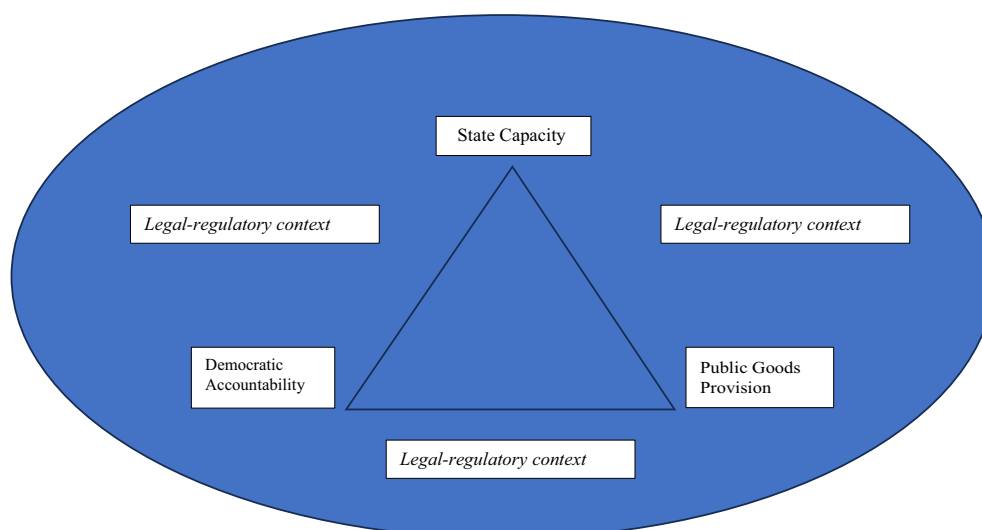 State Capacity
Legal-regulatory context
Legal-regulatory context
Democratic
Accountability
Public Goods
Provision
Legal-regulatory context